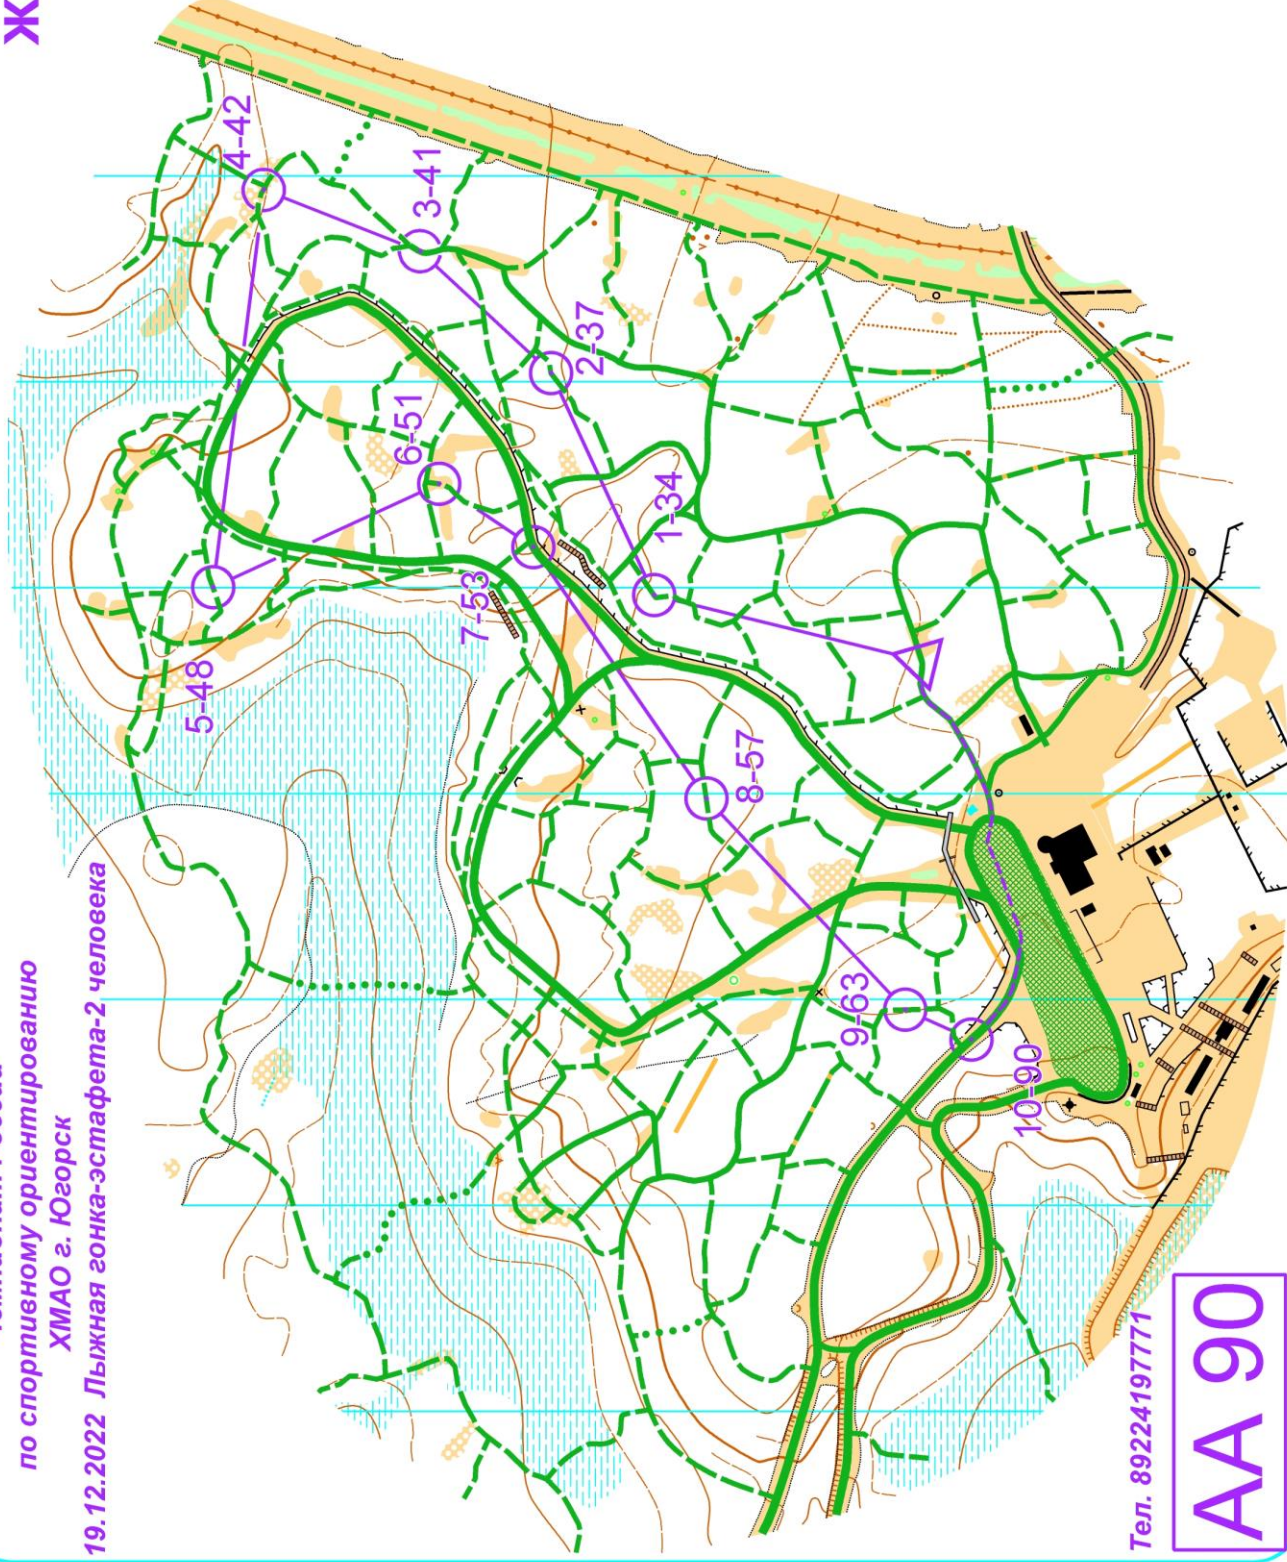 Ж
по спортивному ориентированию
ХМАО г. Югорск
19.12.2022 Лыжная гонка-эстафета-2 человека
4-42
3-41
2-37
6-51
1-34
7-53
5-48
8-57
9-63
10-90
Тел. 89224197771
АА 90